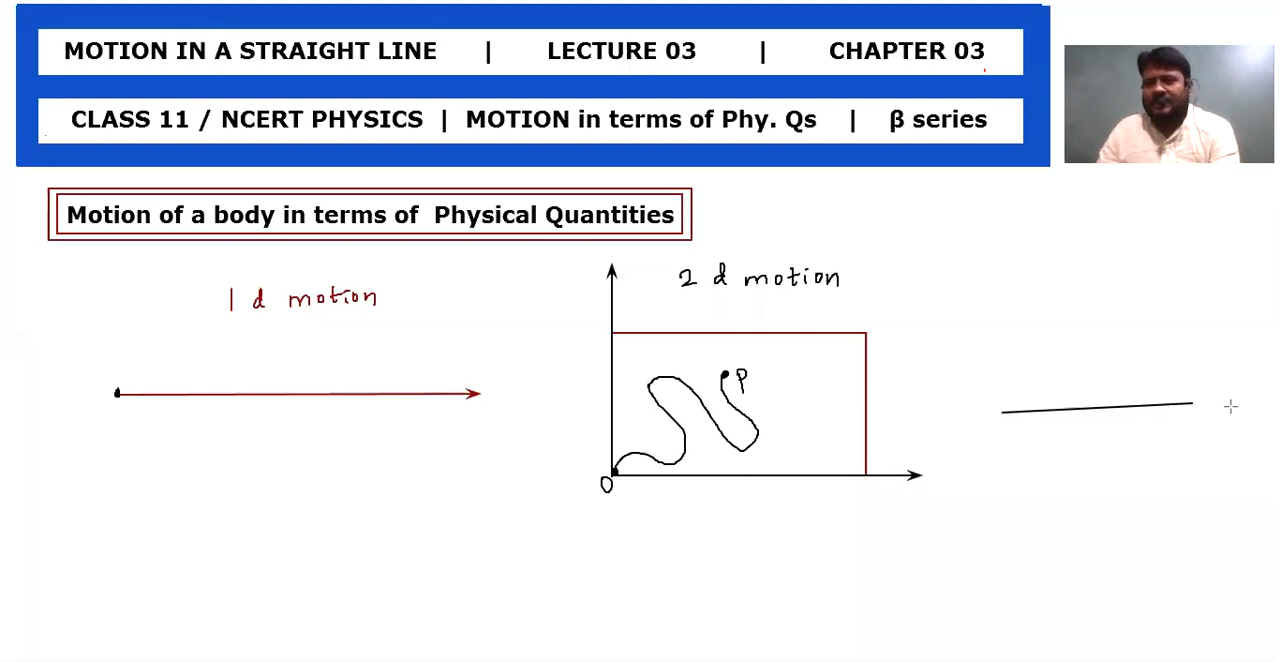 MOTION IN A STRAIGHT LINE | LECTURE 03 | CHAPTER 03
CLASS 11 / NCERT PHYSICS | MOTION in terms of Phy. Qs | β series
Motion of a body in terms of Physical Quantities
1 d motion
2 d motion
P
O